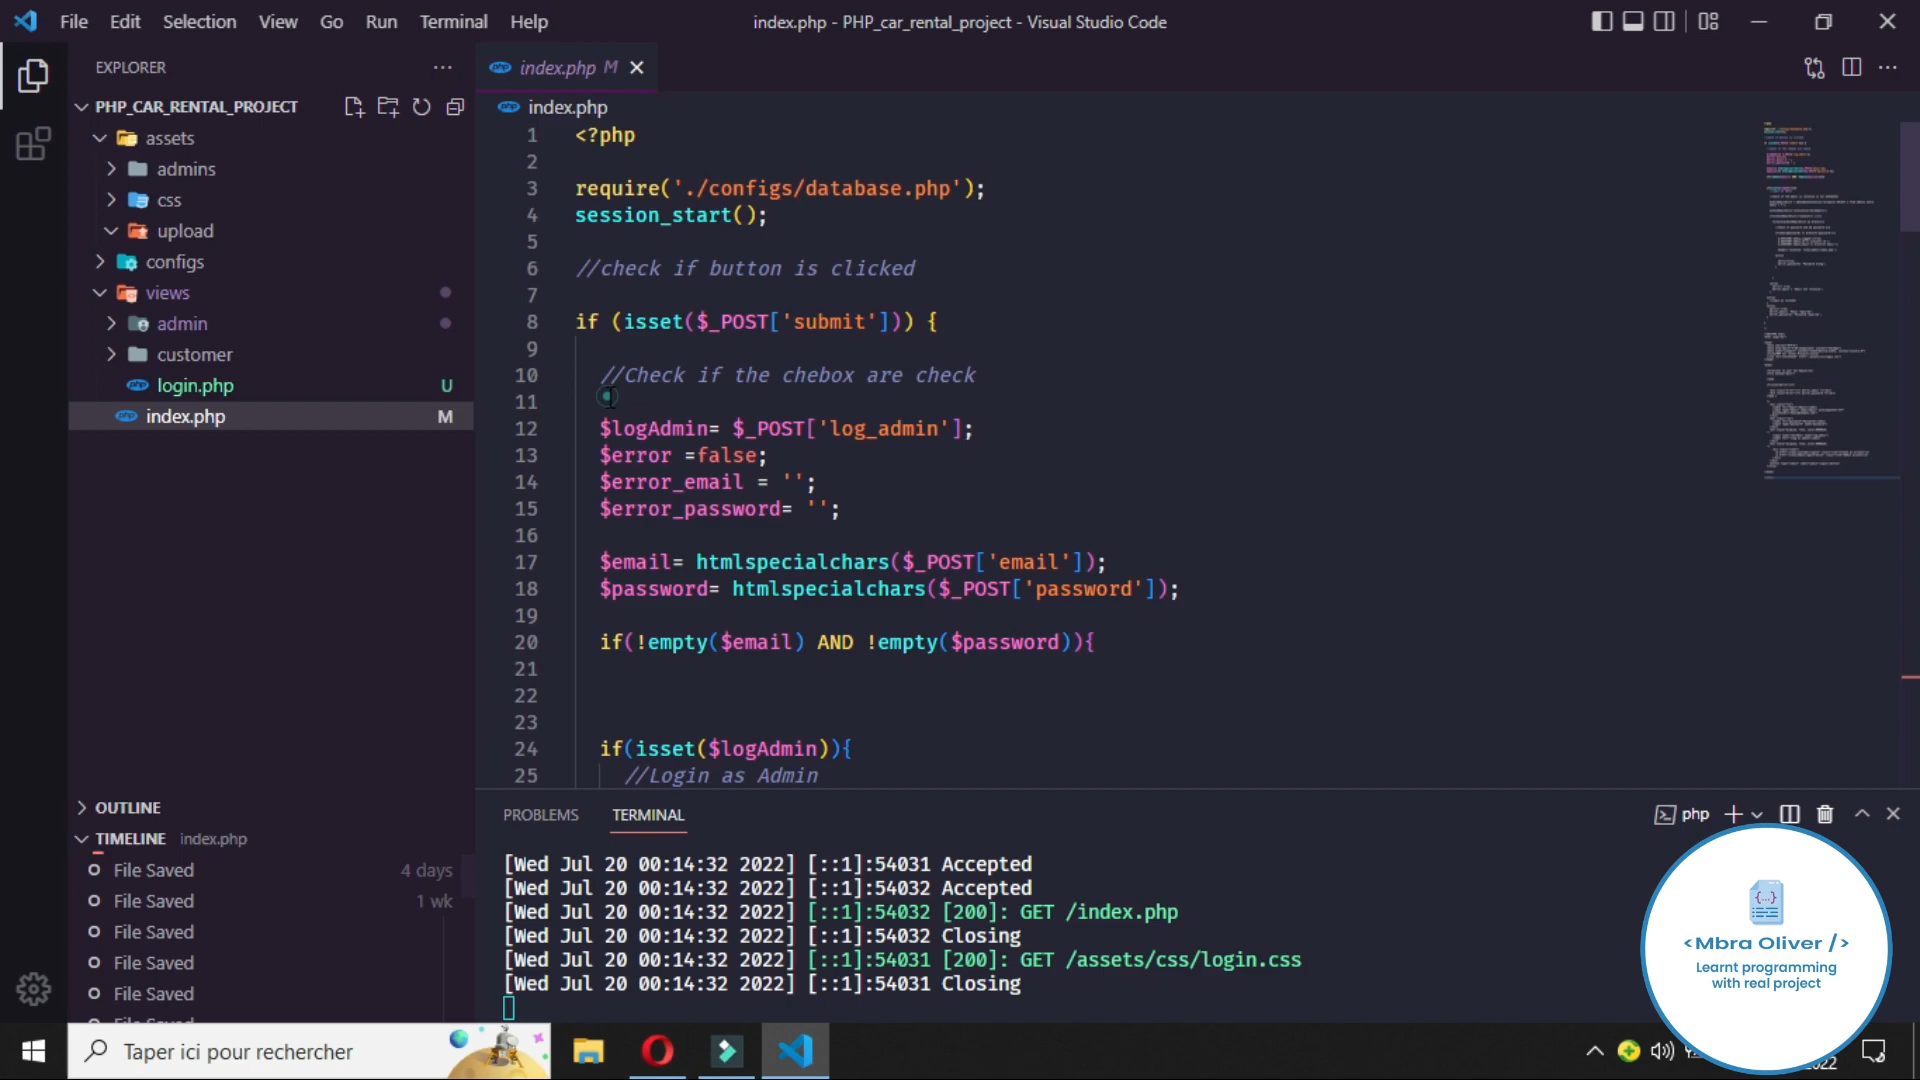 File Edit Selection View Go Run Terminal Help
index.php - PHP_car_rental_project - Visual Studio Code
EXPLORER
PHP_CAR_RENTAL_PROJECT
assets
admins
css
upload
configs
views
admin
customer
login.php U
index.php M
OUTLINE
TIMELINE index.php
File Saved 4 days
File Saved 1 wk
File Saved
File Saved
File Saved
index.php M
index.php
1 <?php
2
3 require('./configs/database.php');
4 session_start();
5
6 //check if button is clicked
7
8 if (isset($_POST['submit'])) {
9
10 //Check if the chebox are check
11
12 $logAdmin= $_POST['log_admin'];
13 $error =false;
14 $error_email = '';
15 $error_password= '';
16
17 $email= htmlspecialchars($_POST['email']);
18 $password= htmlspecialchars($_POST['password']);
19
20 if(!empty($email) AND !empty($password)){
21
22
23
24 if(isset($logAdmin)){
25 //Login as Admin
PROBLEMS TERMINAL
php
[Wed Jul 20 00:14:32 2022] [::1]:54031 Accepted
[Wed Jul 20 00:14:32 2022] [::1]:54032 Accepted
[Wed Jul 20 00:14:32 2022] [::1]:54032 [200]: GET /index.php
[Wed Jul 20 00:14:32 2022] [::1]:54032 Closing
[Wed Jul 20 00:14:32 2022] [::1]:54031 [200]: GET /assets/css/login.css
[Wed Jul 20 00:14:32 2022] [::1]:54031 Closing
{...}
<Mbra Oliver />
Learnt programming
with real project
Taper ici pour rechercher